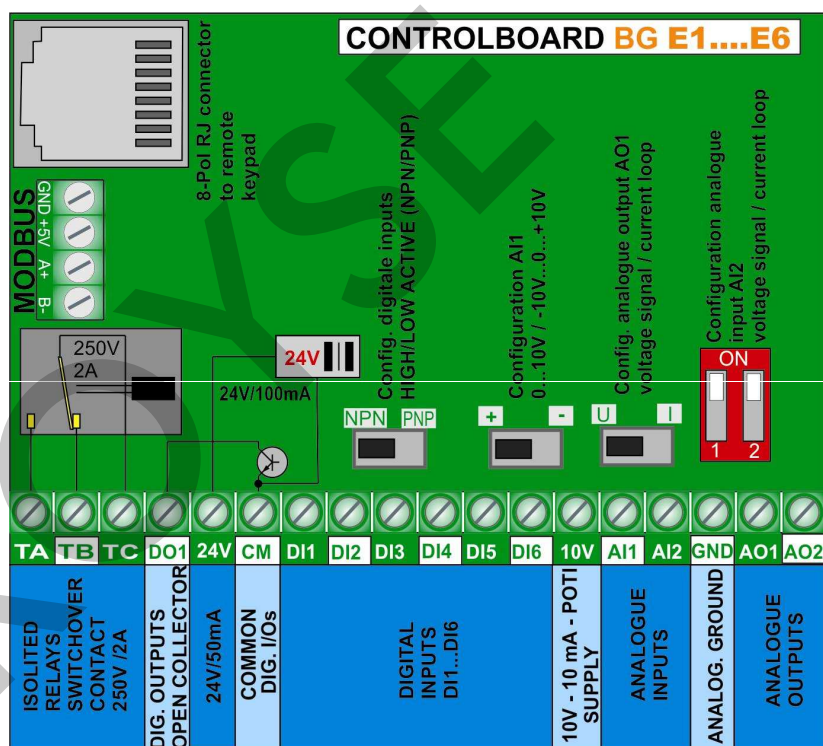 CONTROLBOARD BG E1....E6
8-Pol RJ connector
to remote
keypad
MODBUS
GND
+5V
A+
B-
250V
2A
24V
24V/100mA
Config. digitale inputs
HIGH/LOW ACTIVE (NPN/PNP)
Configuration AI1
0...10V / -10V...0...+10V
Config. analogue output AO1
voltage signal / current loop
Configuration analogue
input AI2
voltage signal / current loop
NPN PNP
+ -
U I
ON
1 2
TA TB TC DO1 24V CM DI1 DI2 DI3 DI4 DI5 DI6 10V AI1 AI2 GND AO1 AO2
ISOLITED
RELAYS
SWITCHOVER
CONTACT
250V /2A
DIG. OUTPUTS
OPEN COLLECTOR
24V/50mA
COMMON
DIG. I/Os
DIGITAL
INPUTS
DI1...DI6
10V - 10 mA - POTI
SUPPLY
ANALOGUE
INPUTS
ANALOG. GROUND
ANALOGUE
OUTPUTS